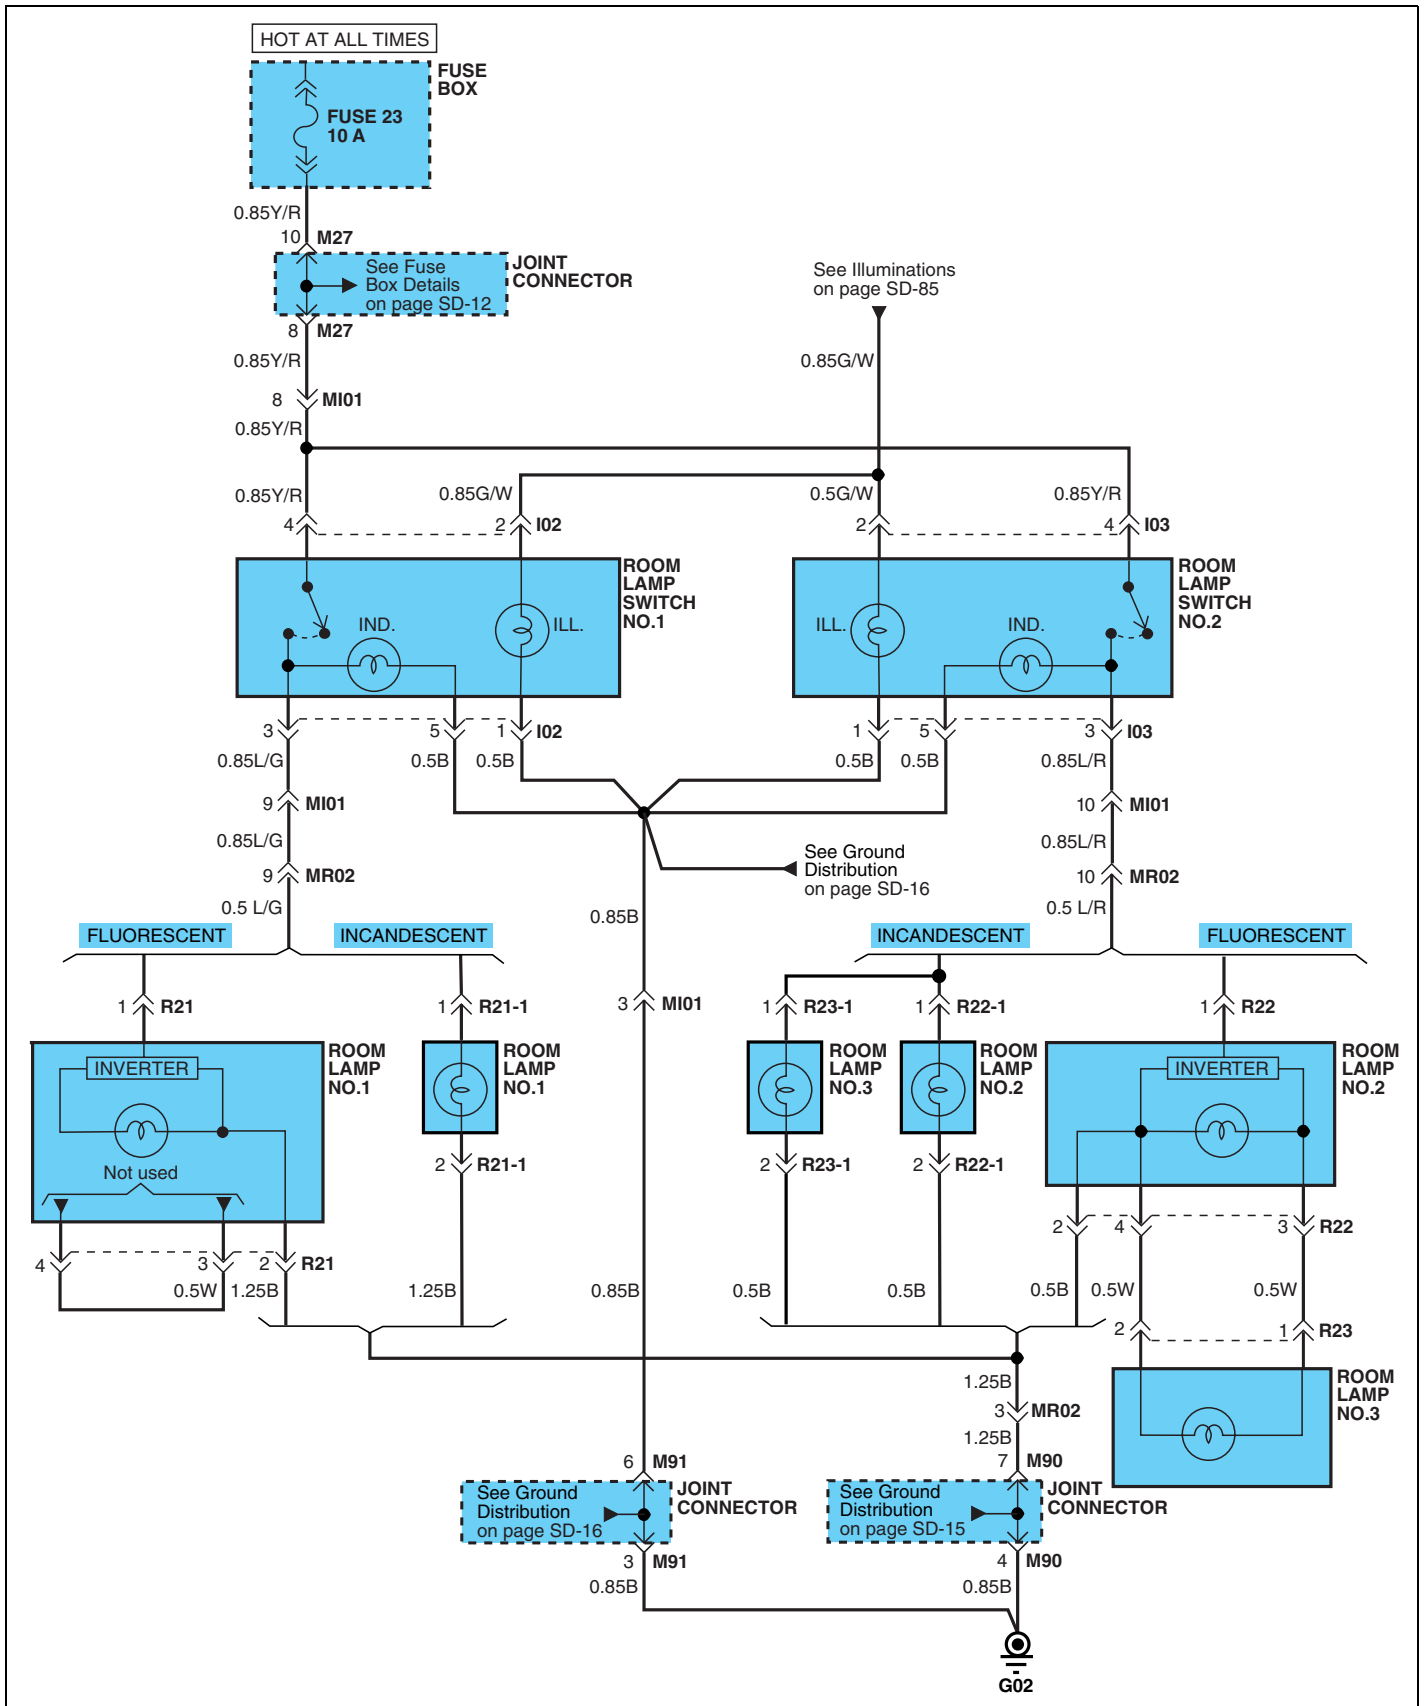 HOT AT ALL TIMES
FUSE
BOX
FUSE 23
10 A
0.85Y/R
10 M27
See Fuse
Box Details
on page SD-12
JOINT
CONNECTOR
8 M27
0.85Y/R
8 MI01
0.85Y/R
See Illuminations
on page SD-85
0.85G/W
0.85Y/R
0.85G/W
0.5G/W
0.85Y/R
4
2 I02
2
4 I03
ROOM
LAMP
SWITCH
NO.1
IND.
ILL.
ROOM
LAMP
SWITCH
NO.2
ILL.
IND.
3
5
1 I02
1
5
3 I03
0.85L/G
0.5B
0.5B
0.5B
0.5B
0.85L/R
9 MI01
10 MI01
0.85L/G
0.85L/R
See Ground
Distribution
on page SD-16
9 MR02
10 MR02
0.5 L/G
0.85B
0.5 L/R
FLUORESCENT
INCANDESCENT
INCANDESCENT
FLUORESCENT
1 R21
1 R21-1
3 MI01
1 R23-1
1 R22-1
1 R22
INVERTER
ROOM
LAMP
NO.1
ROOM
LAMP
NO.1
ROOM
LAMP
NO.3
ROOM
LAMP
NO.2
INVERTER
ROOM
LAMP
NO.2
Not used
2 R21-1
2 R23-1
2 R22-1
2
4
3 R22
4
3
2 R21
0.5W
1.25B
1.25B
0.85B
0.5B
0.5B
0.5B
0.5W
0.5W
2
1 R23
ROOM
LAMP
NO.3
1.25B
3 MR02
1.25B
6 M91
7 M90
See Ground
Distribution
on page SD-16
JOINT
CONNECTOR
See Ground
Distribution
on page SD-15
JOINT
CONNECTOR
3 M91
4 M90
0.85B
0.85B
G02